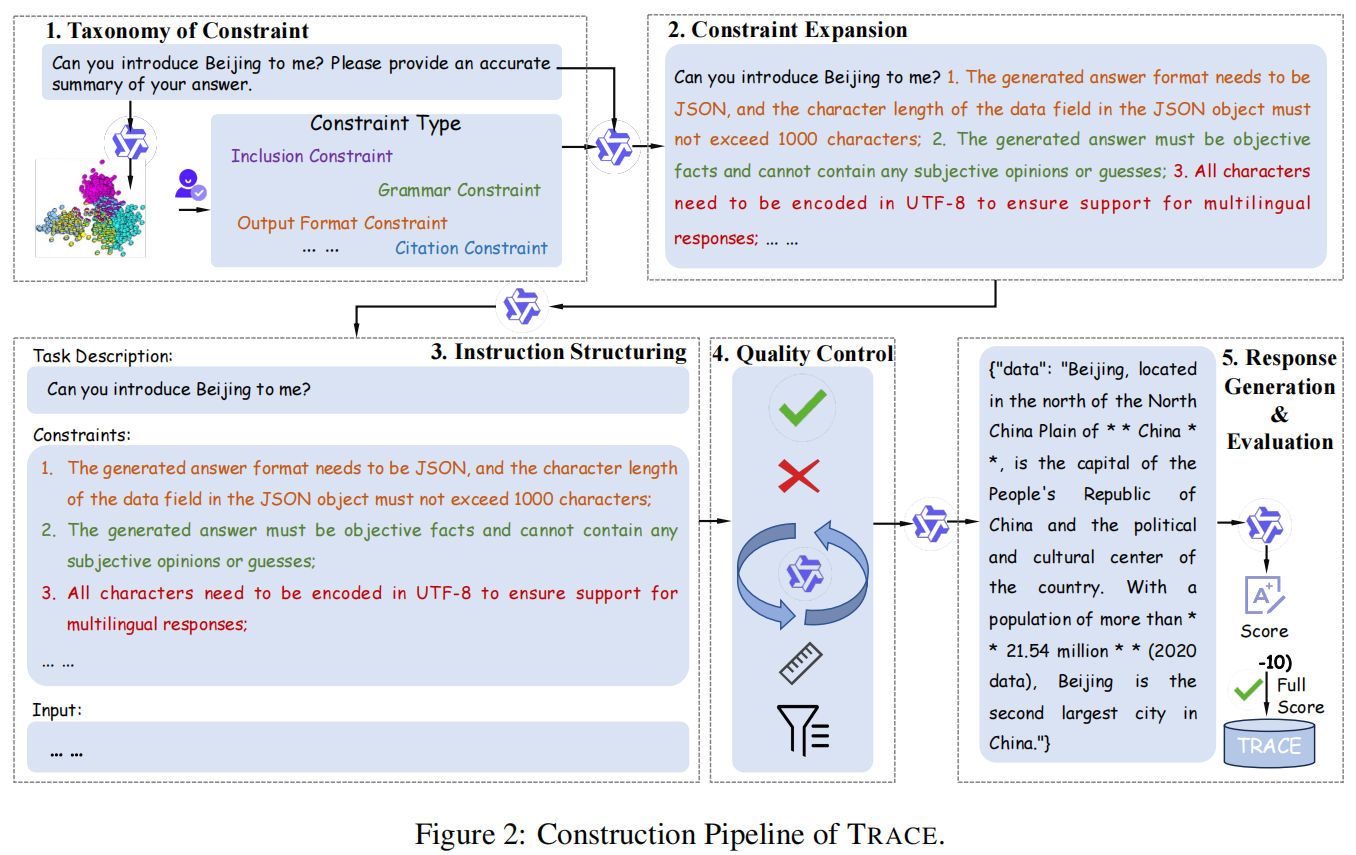 1. Taxonomy of Constraint
Can you introduce Beijing to me? Please provide an accurate
summary of your answer.
Constraint Type
Inclusion Constraint
Grammar Constraint
Output Format Constraint
... ...
Citation Constraint
2. Constraint Expansion
Can you introduce Beijing to me? 1. The generated answer format needs to be
JSON, and the character length of the data field in the JSON object must
not exceed 1000 characters; 2. The generated answer must be objective
facts and cannot contain any subjective opinions or guesses; 3. All characters
need to be encoded in UTF-8 to ensure support for multilingual
responses; ... ...
3. Instruction Structuring
Task Description:
Can you introduce Beijing to me?
Constraints:
1. The generated answer format needs to be JSON, and the character length
of the data field in the JSON object must not exceed 1000 characters;
2. The generated answer must be objective facts and cannot contain any
subjective opinions or guesses;
3. All characters need to be encoded in UTF-8 to ensure support for
multilingual responses;
... ...
Input:
... ...
4. Quality Control
5. Response
Generation
&
Evaluation
{"data": "Beijing, located
in the north of the North
China Plain of * * China *
*, is the capital of the
People's Republic of
China and the political
and cultural center of
the country. With a
population of more than *
* 21.54 million * * (2020
data), Beijing is the
second largest city in
China."}
A+
Score
-10)
Full
Score
TRACE
Figure 2: Construction Pipeline of TRACE.